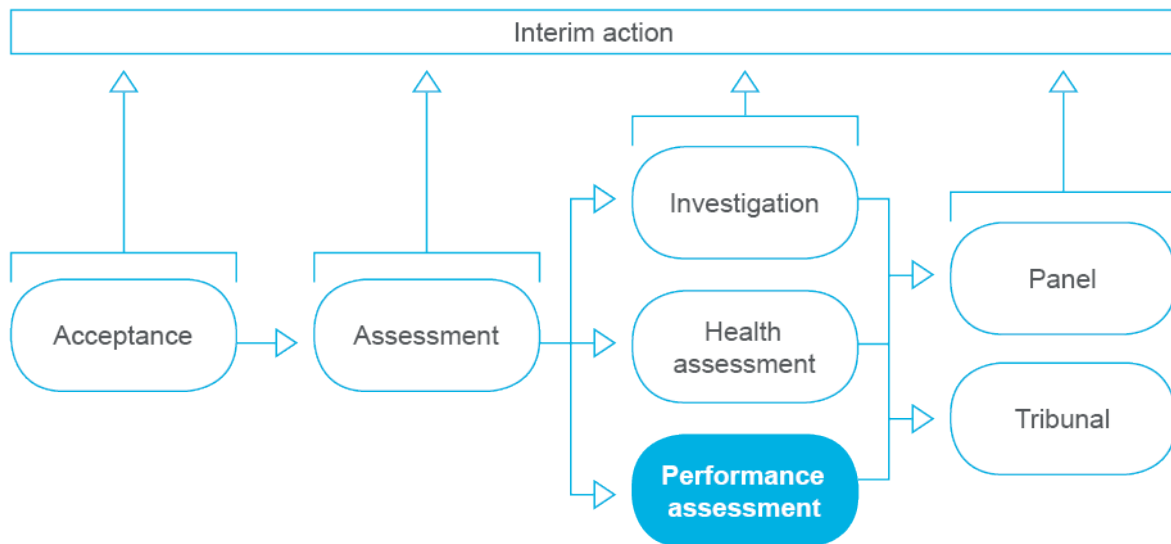 Interim action
Acceptance
Assessment
Investigation
Health
assessment
Performance
assessment
Panel
Tribunal